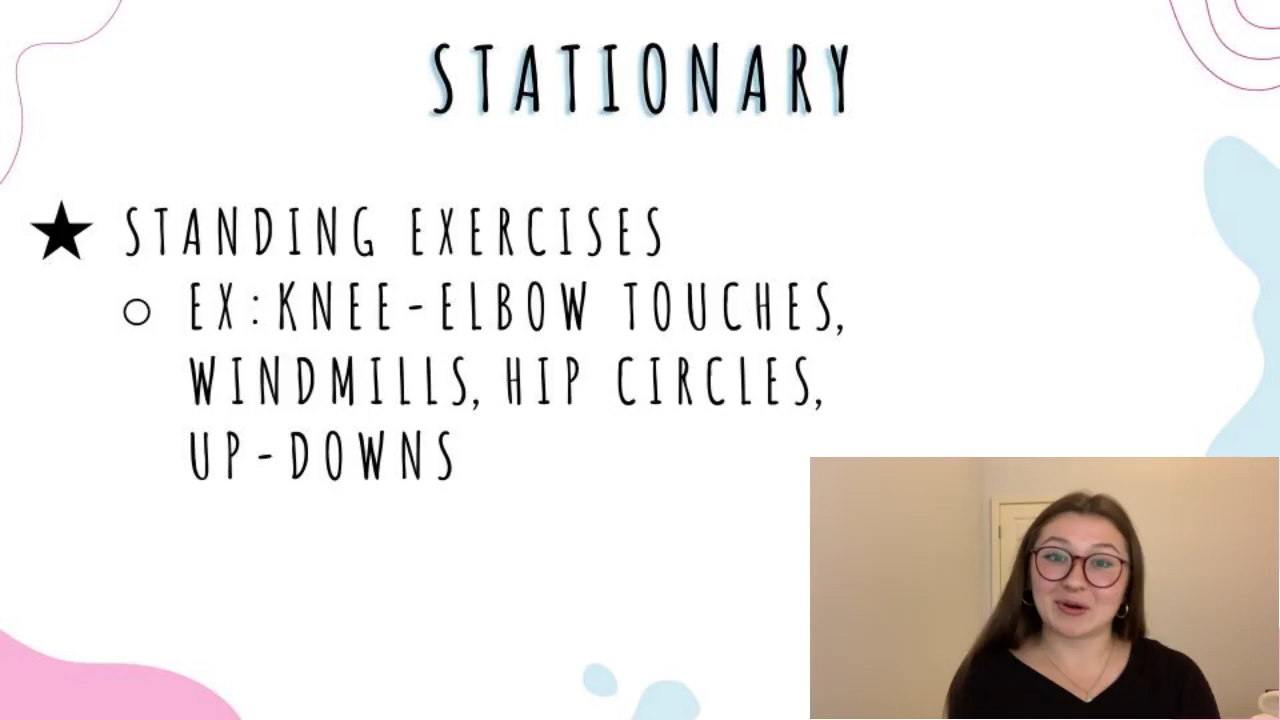 STATIONARY
★ STANDING EXERCISES
○ EX:KNEE-ELBOW TOUCHES,
WINDMILLS, HIP CIRCLES,
UP-DOWNS